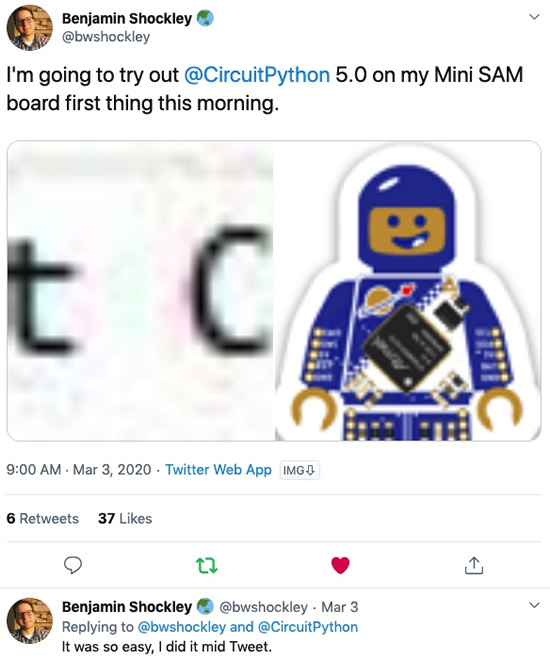 Benjamin Shockley
@bwshockley
I'm going to try out @CircuitPython 5.0 on my Mini SAM
board first thing this morning.
t C
9:00 AM · Mar 3, 2020 · Twitter Web App IMG
6 Retweets 37 Likes
Benjamin Shockley @bwshockley · Mar 3
Replying to @bwshockley and @CircuitPython
It was so easy, I did it mid Tweet.